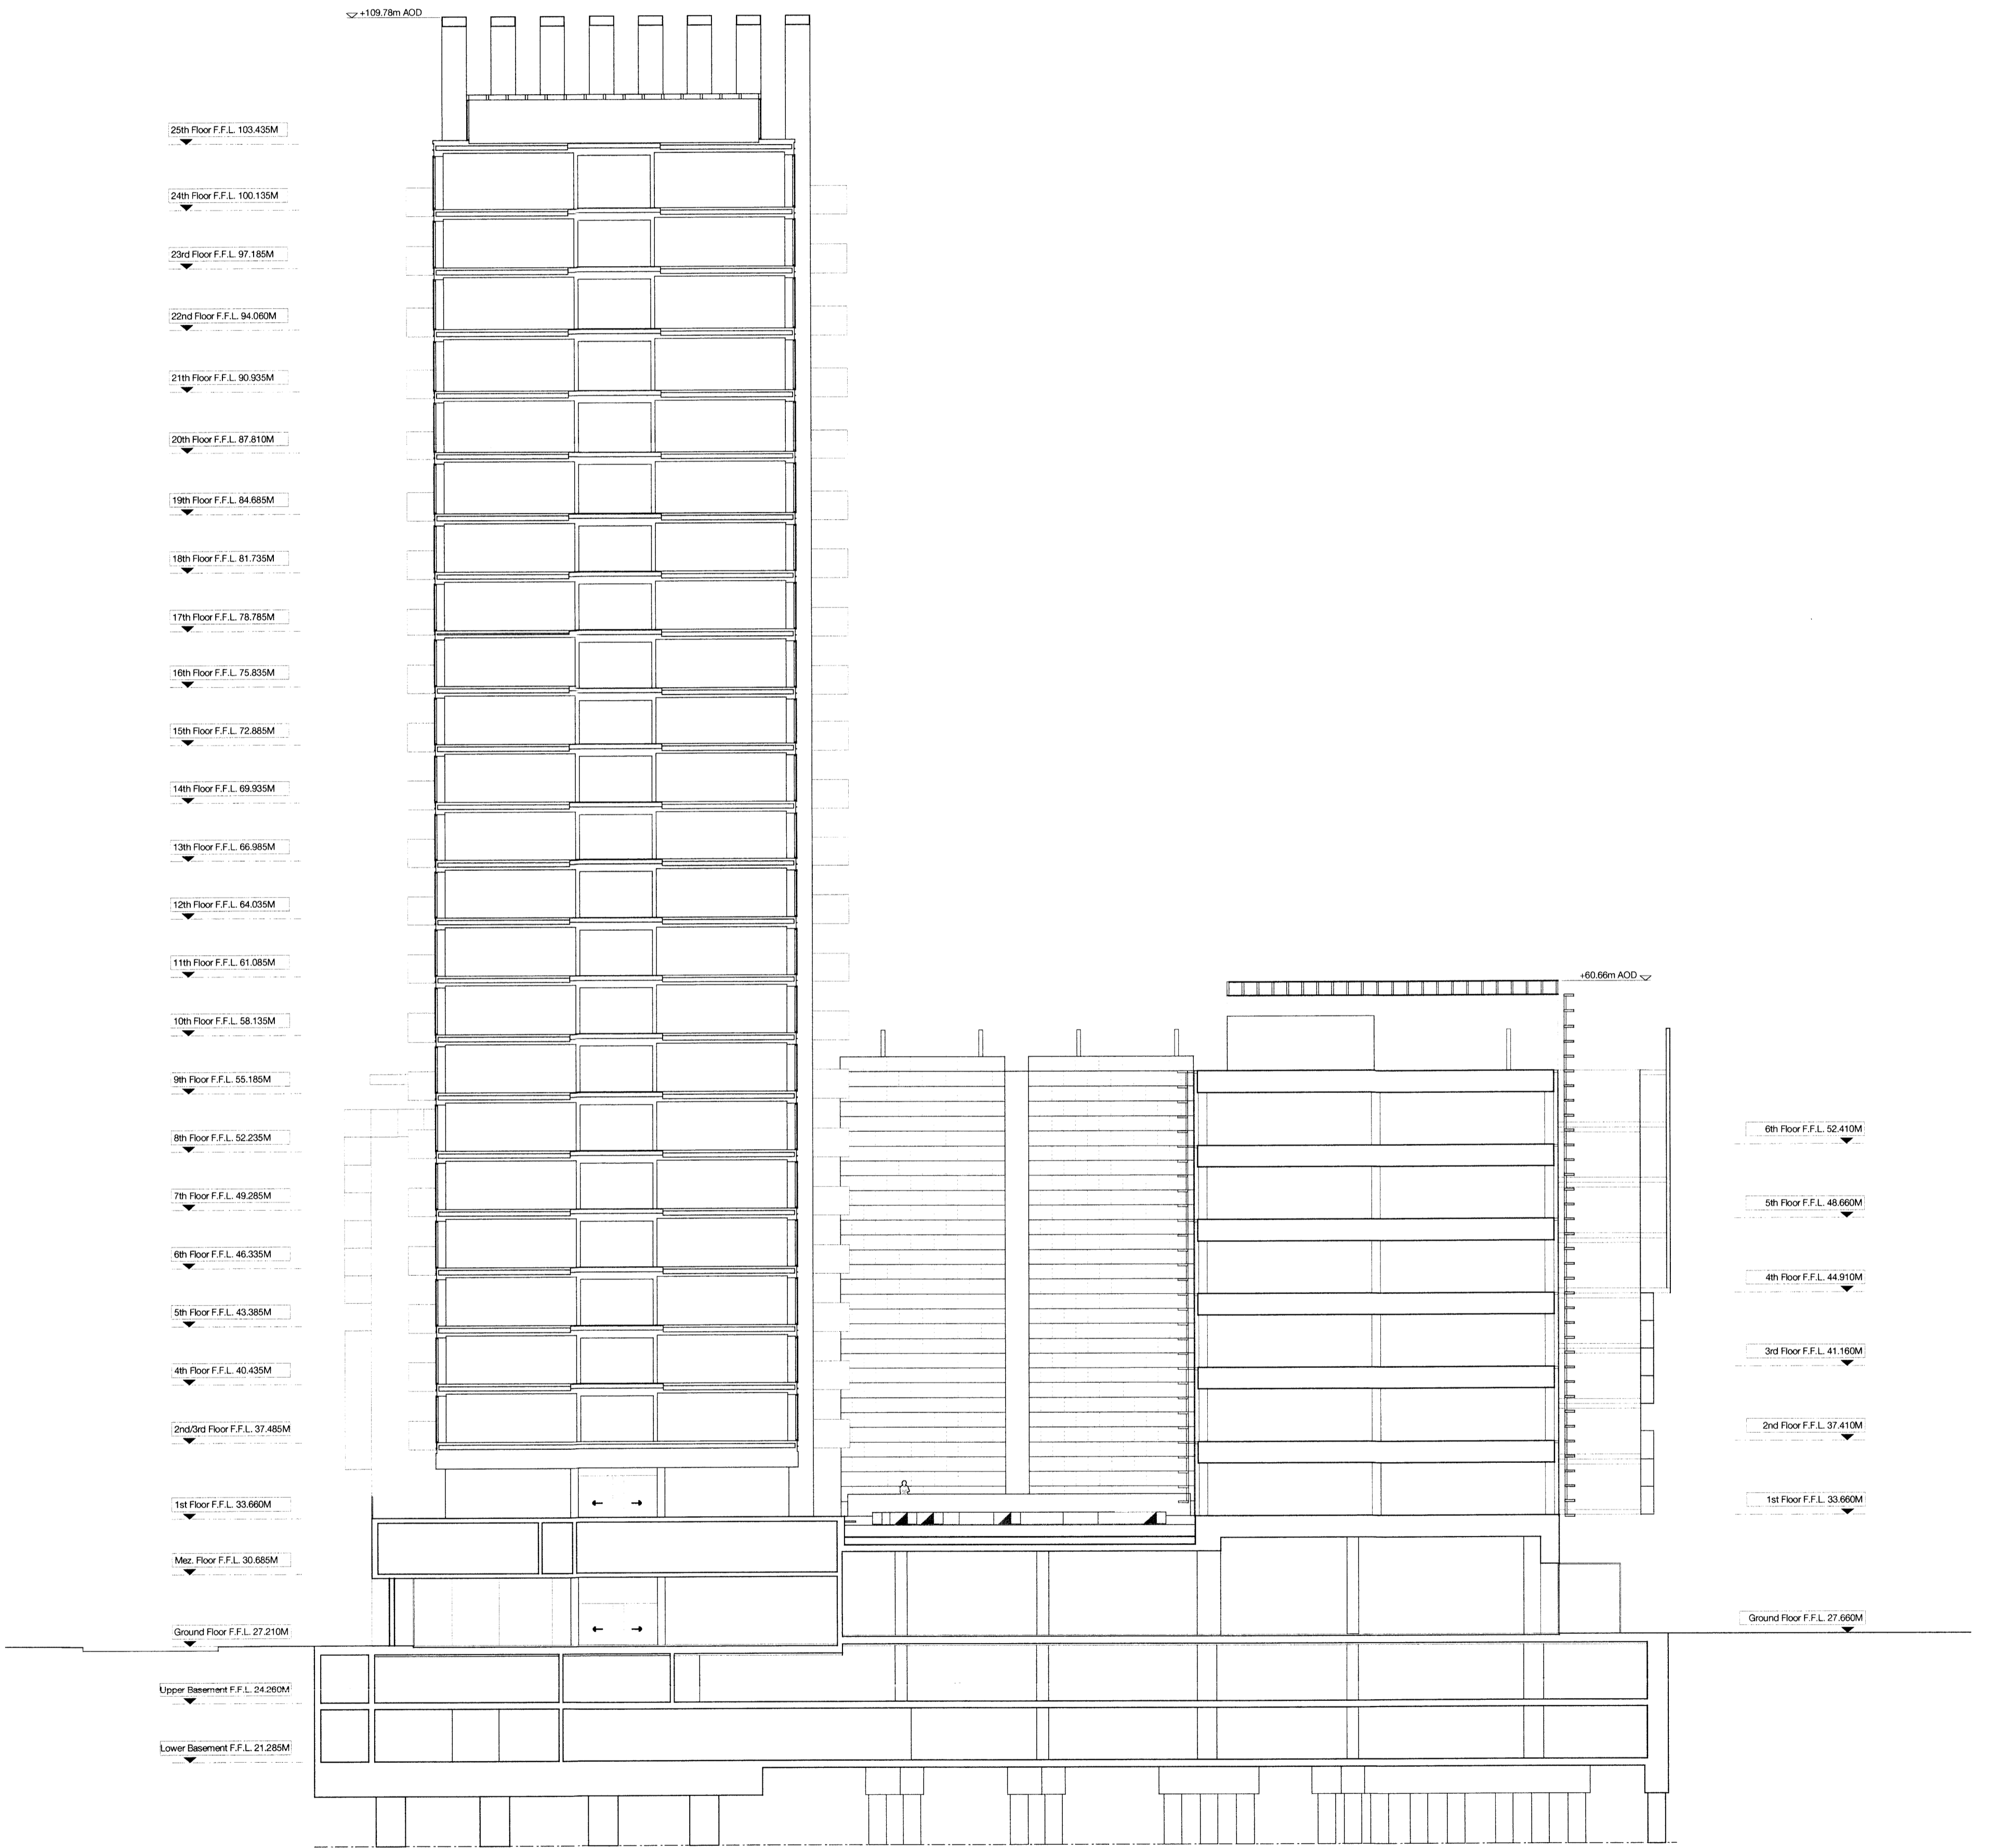 +109.78m AOD
25th Floor F.F.L. 103.435M
24th Floor F.F.L. 100.135M
23rd Floor F.F.L. 97.185M
22nd Floor F.F.L. 94.060M
21th Floor F.F.L. 90.935M
20th Floor F.F.L. 87.810M
19th Floor F.F.L. 84.685M
18th Floor F.F.L. 81.735M
17th Floor F.F.L. 78.785M
16th Floor F.F.L. 75.835M
15th Floor F.F.L. 72.885M
14th Floor F.F.L. 69.935M
13th Floor F.F.L. 66.985M
12th Floor F.F.L. 64.035M
11th Floor F.F.L. 61.085M
10th Floor F.F.L. 58.135M
9th Floor F.F.L. 55.185M
8th Floor F.F.L. 52.235M
7th Floor F.F.L. 49.285M
6th Floor F.F.L. 46.335M
5th Floor F.F.L. 43.385M
4th Floor F.F.L. 40.435M
2nd/3rd Floor F.F.L. 37.485M
1st Floor F.F.L. 33.660M
Mez. Floor F.F.L. 30.685M
Ground Floor F.F.L. 27.210M
Upper Basement F.F.L. 24.260M
Lower Basement F.F.L. 21.285M
+60.66m AOD
6th Floor F.F.L. 52.410M
5th Floor F.F.L. 48.660M
4th Floor F.F.L. 44.910M
3rd Floor F.F.L. 41.160M
2nd Floor F.F.L. 37.410M
1st Floor F.F.L. 33.660M
Ground Floor F.F.L. 27.660M